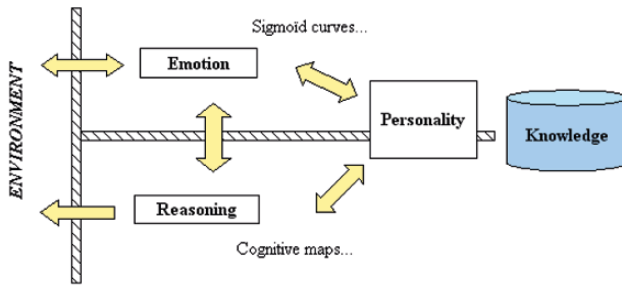 Sigmoïd curves...
Emotion
ENVIRONMENT
Personality
Knowledge
Reasoning
Cognitive maps...